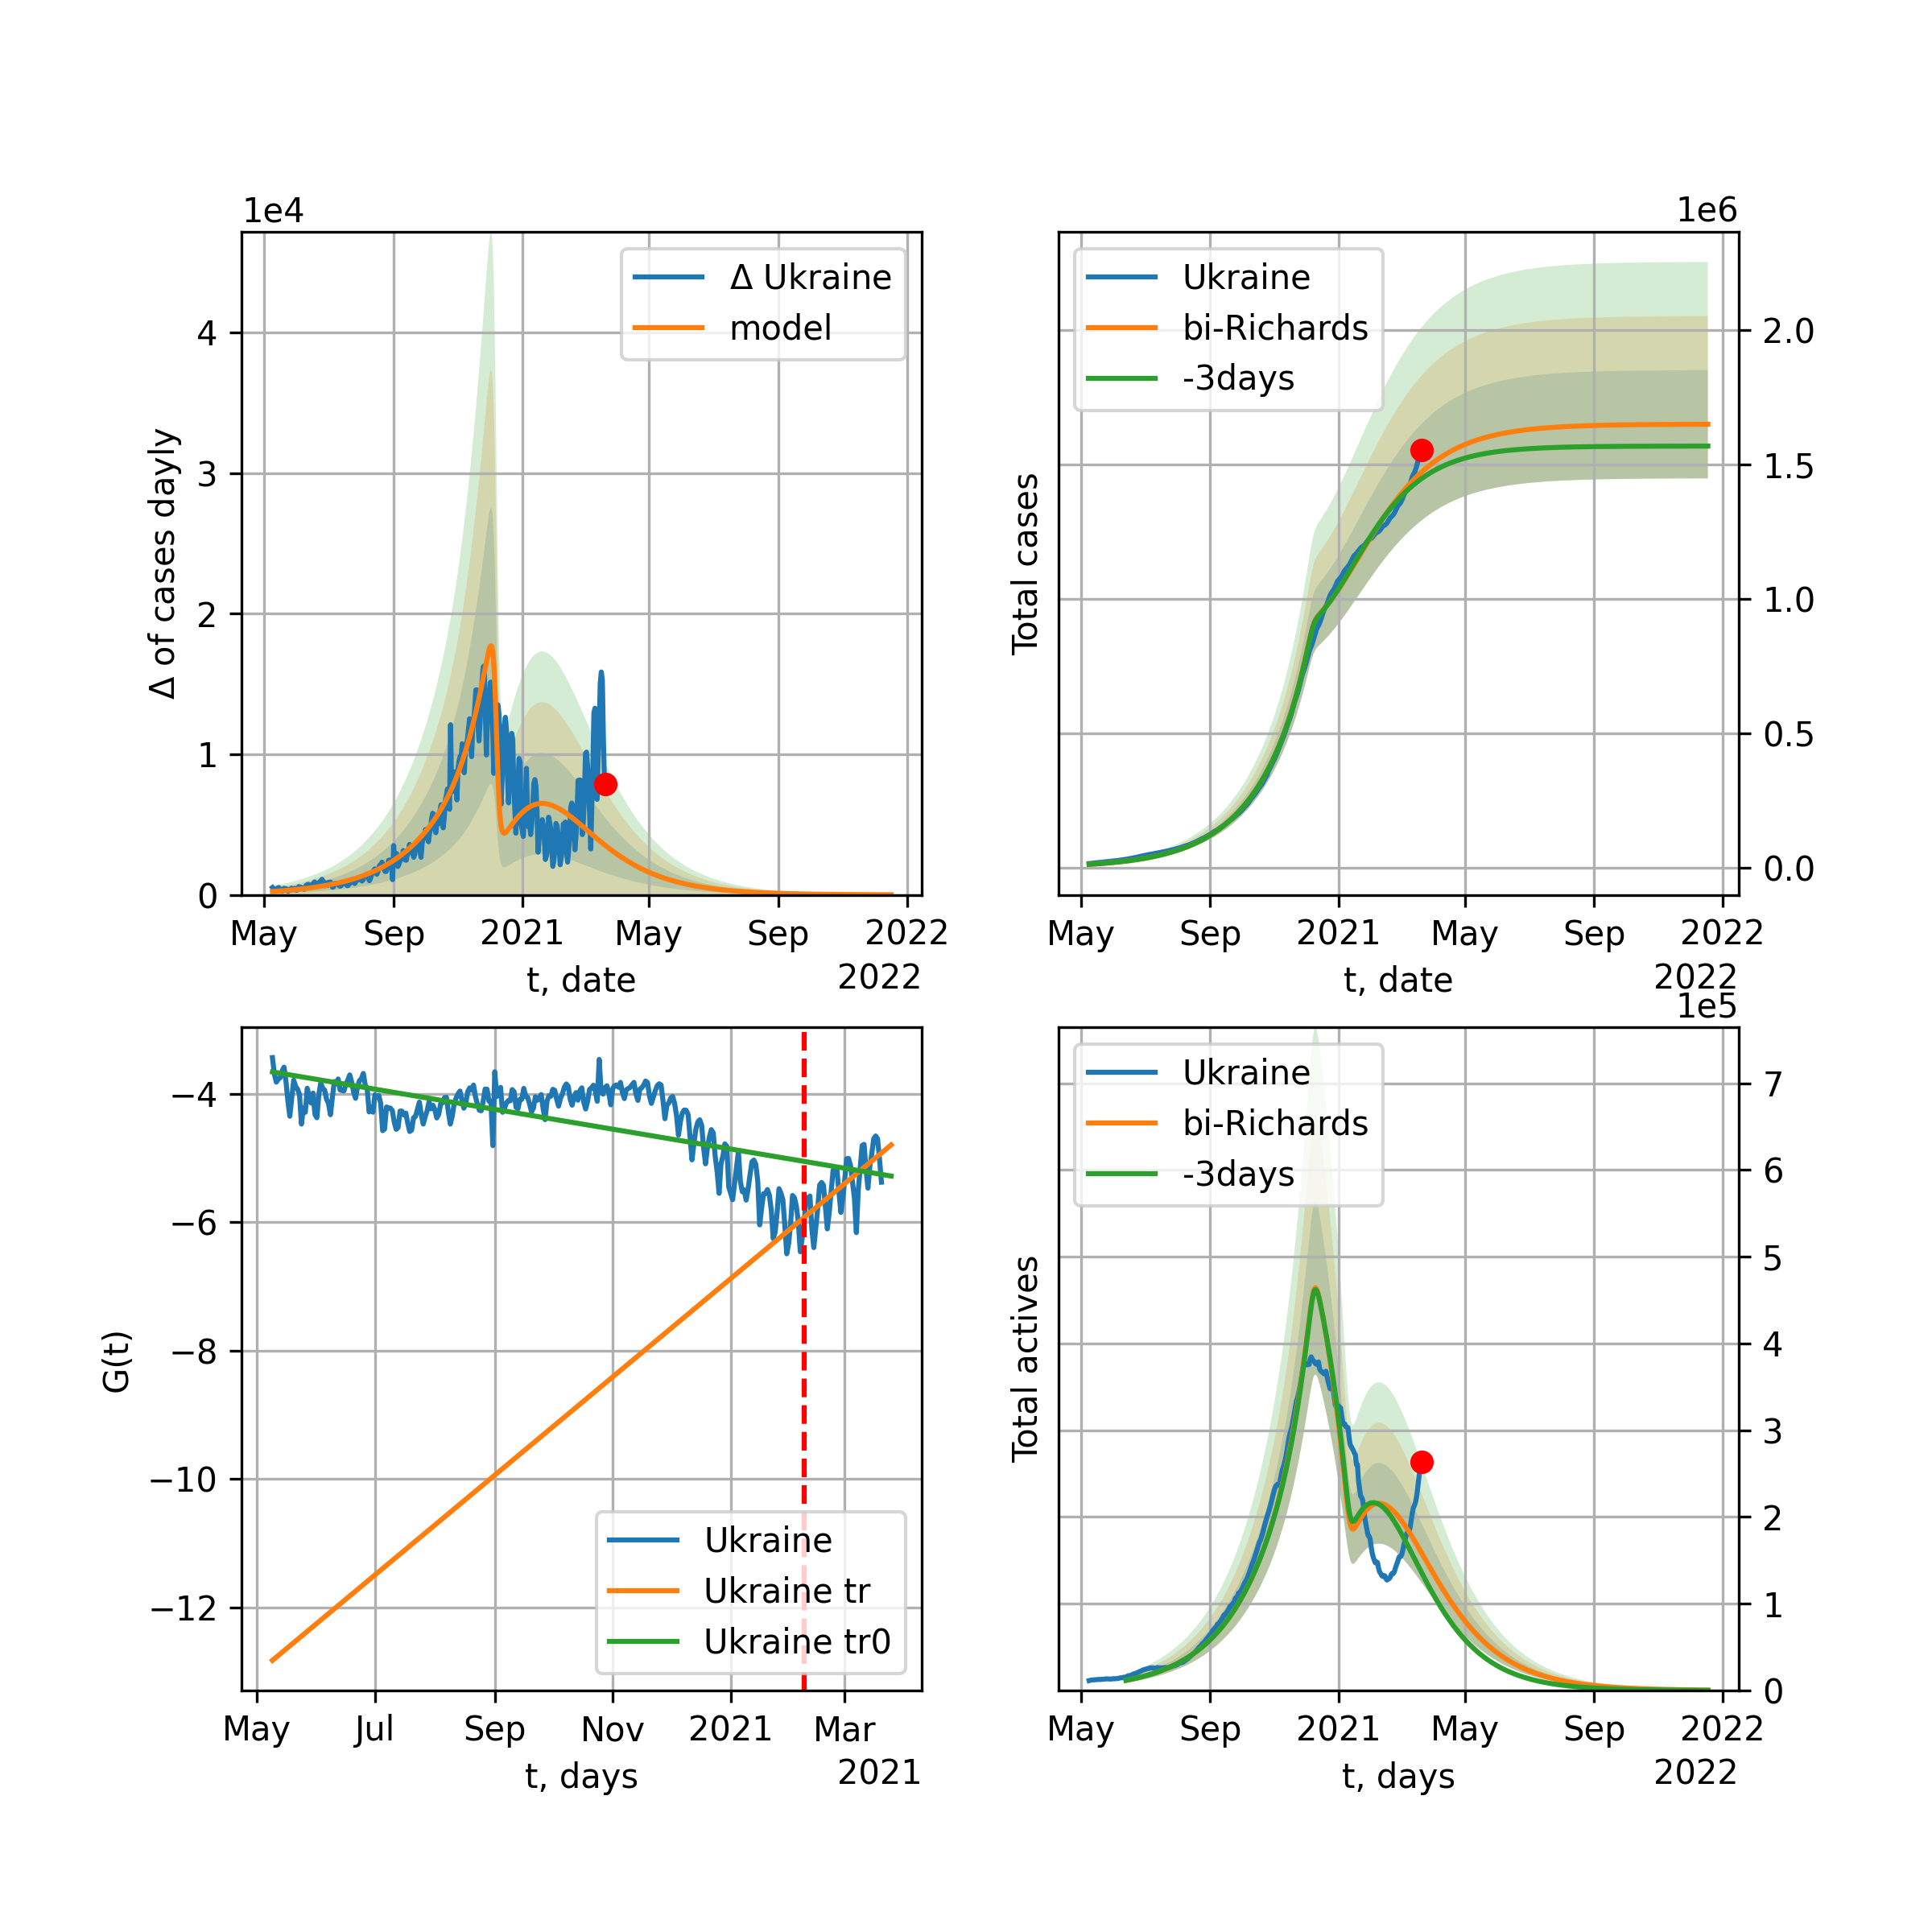 1e4
Δ of cases dayly
4
3
2
1
0
Δ Ukraine
model
May Sep 2021 May Sep 2022
t, date
2022
1e6
Total cases
Ukraine
bi-Richards
-3days
2.0
1.5
1.0
0.5
0.0
May Sep 2021 May Sep 2022
t, date
2022
G(t)
−4
−6
−8
−10
−12
Ukraine
Ukraine tr
Ukraine tr0
May Jul Sep Nov 2021 Mar
t, days
2021
1e5
Total actives
Ukraine
bi-Richards
-3days
7
6
5
4
3
2
1
0
May Sep 2021 May Sep 2022
t, days
2022